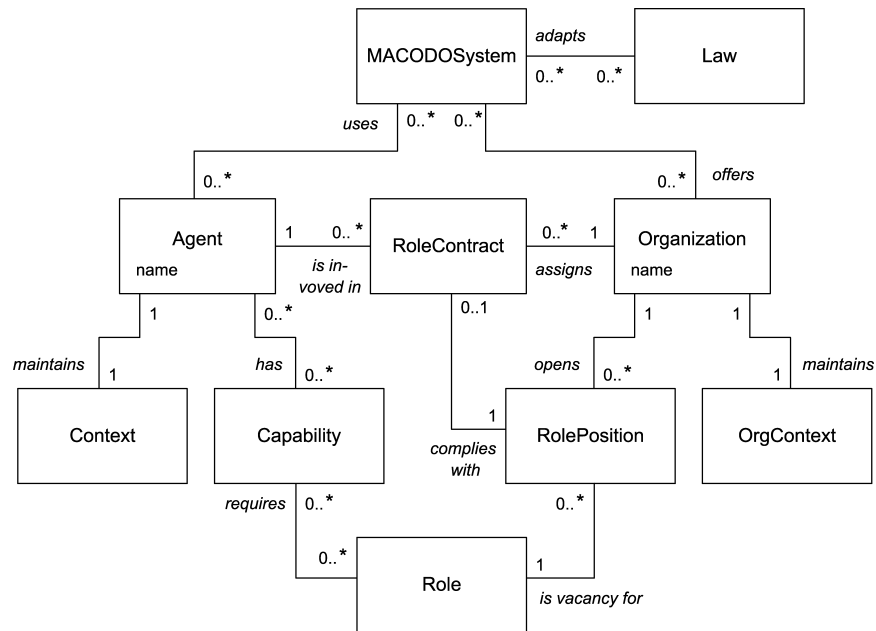 adapts
MACODOSystem
Law
0..* 0..*
uses
0..* 0..*
0..*
0..*
offers
Agent
name
1
0..*
is in-
voved in
RoleContract
0..*
1
assigns
Organization
name
1
0..*
0..1
1
1
maintains
1
has
0..*
opens
0..*
1
maintains
Context
Capability
1
complies
with
RolePosition
OrgContext
requires
0..*
0..*
0..*
Role
1
is vacancy for